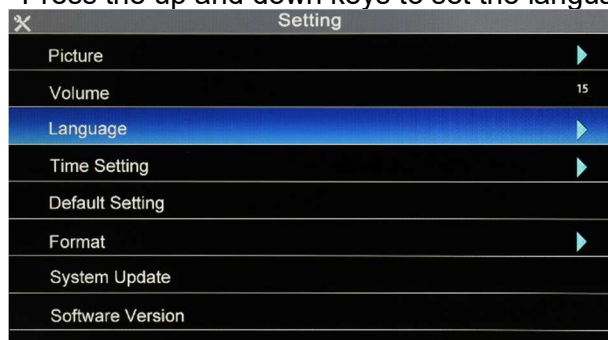 Press the up and down keys to set the langua
Setting
Picture
Volume 15
Language
Time Setting
Default Setting
Format
System Update
Software Version